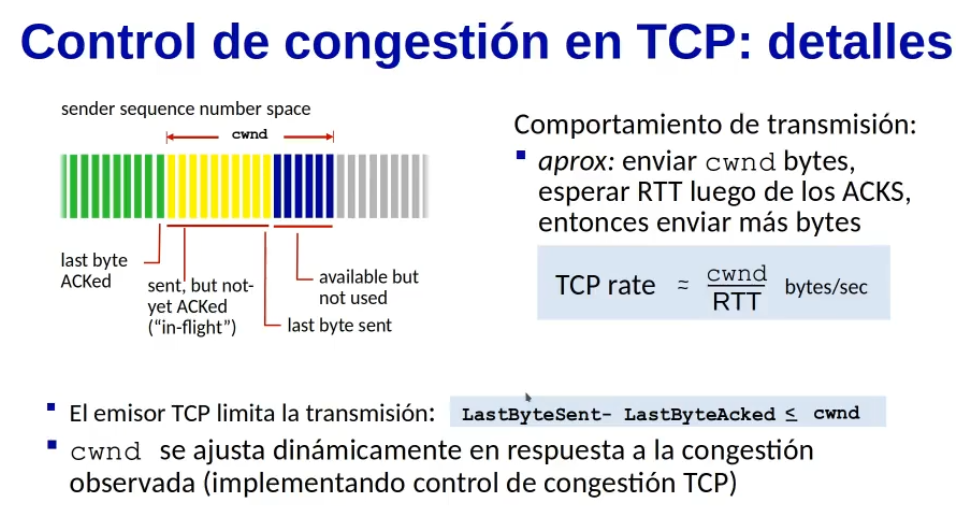 Control de congestión en TCP: detalles
sender sequence number space
cwnd
last byte
ACKed
sent, but not-
yet ACKed
(“in-flight”)
available but
not used
last byte sent
Comportamiento de transmisión:
aprox: enviar cwnd bytes,
esperar RTT luego de los ACKS,
entonces enviar más bytes
TCP rate ≈ cwnd
RTT
bytes/sec
El emisor TCP limita la transmisión: LastByteSent- LastByteAcked ≤ cwnd
cwnd se ajusta dinámicamente en respuesta a la congestión
observada (implementando control de congestión TCP)